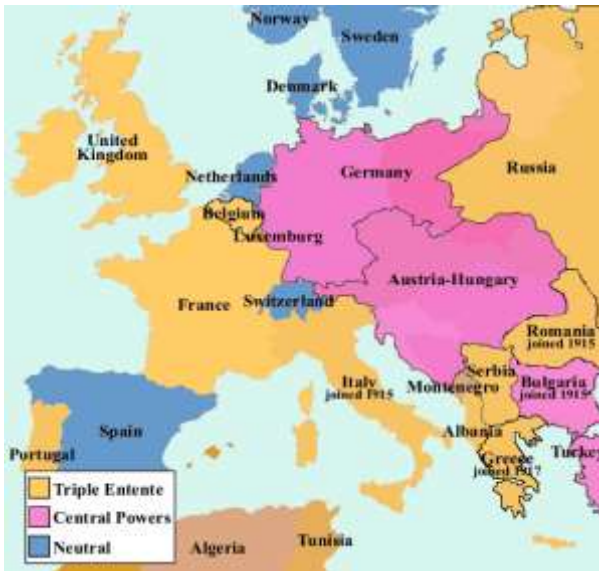 Norway
Sweden
Denmark
United
Kingdom
Netherlands
Germany
Russia
Belgium
Luxemburg
Austria-Hungary
France
Switzerland
Romania
joined 1915
Serbia
Italy
joined 1915
Montenegro
Bulgaria
joined 1915*
Spain
Albania
Portugal
Greece
joined 1917
Turkey
Triple Entente
Central Powers
Neutral
Algeria
Tunisia